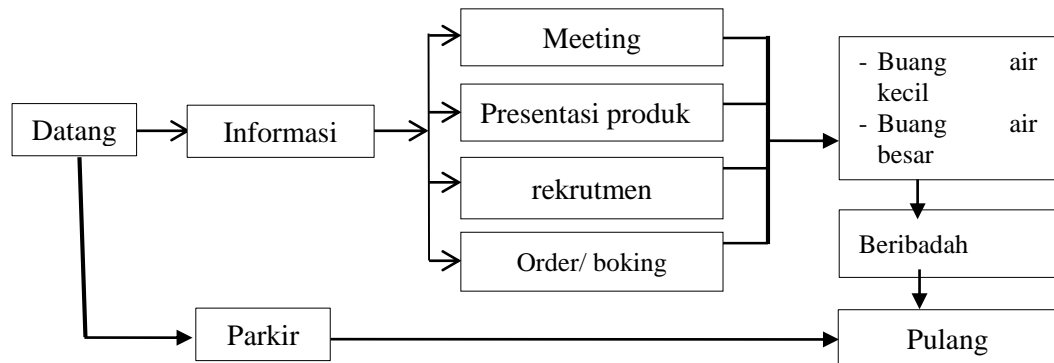 Datang
Informasi
Meeting
Presentasi produk
rekrutmen
Order/ boking
- Buang air
kecil
- Buang air
besar
Beribadah
Parkir
Pulang